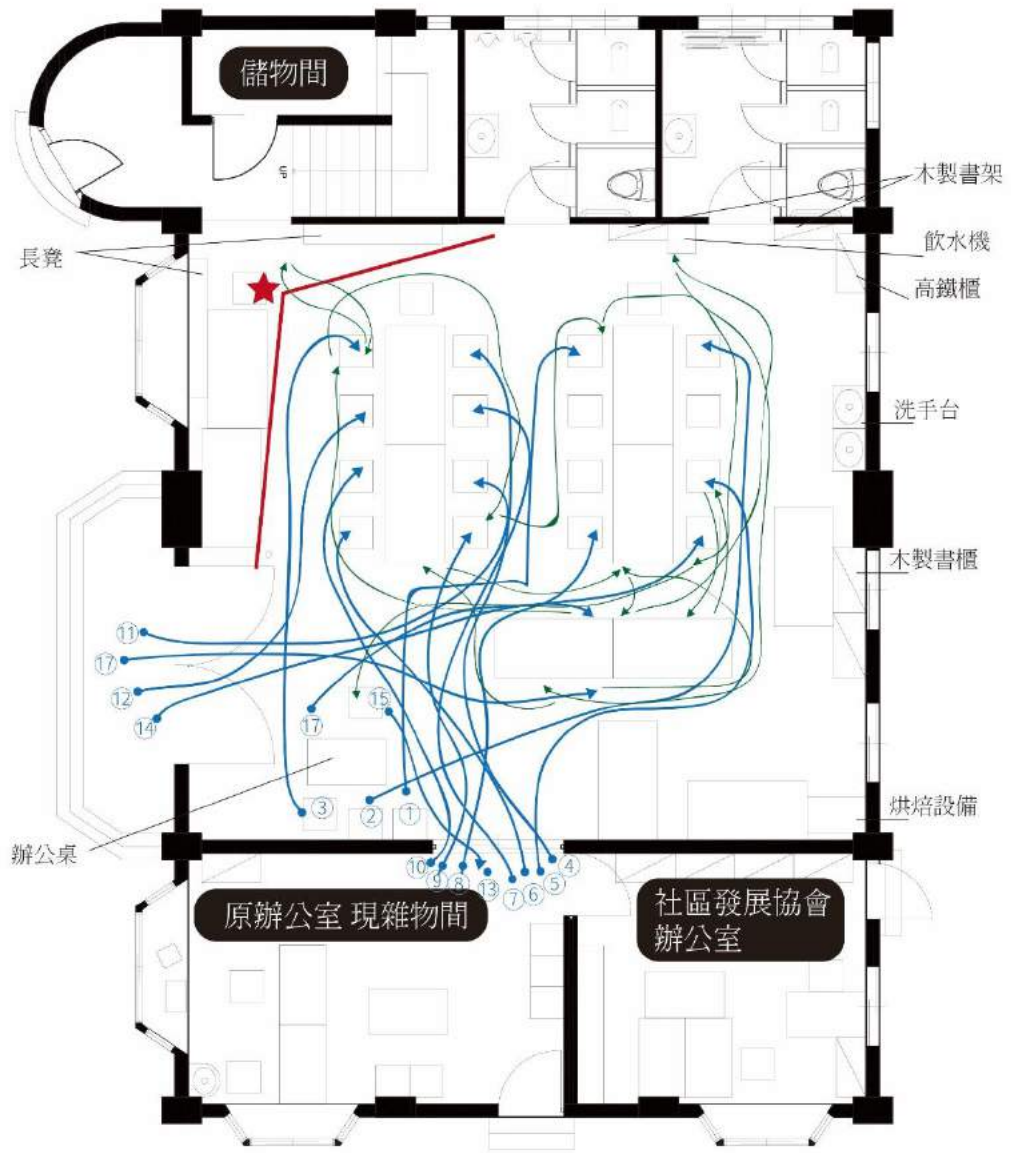 儲物間
UP
木製書架
飲水機
高鐵櫃
長凳
洗手台
木製書櫃
⑪
⑰
⑫
⑭
⑮
⑰
③
②
①
烘焙設備
辦公桌
⑩
⑨
⑧
⑬
⑦
⑥
⑤
④
原辦公室 現雜物間
社區發展協會
辦公室